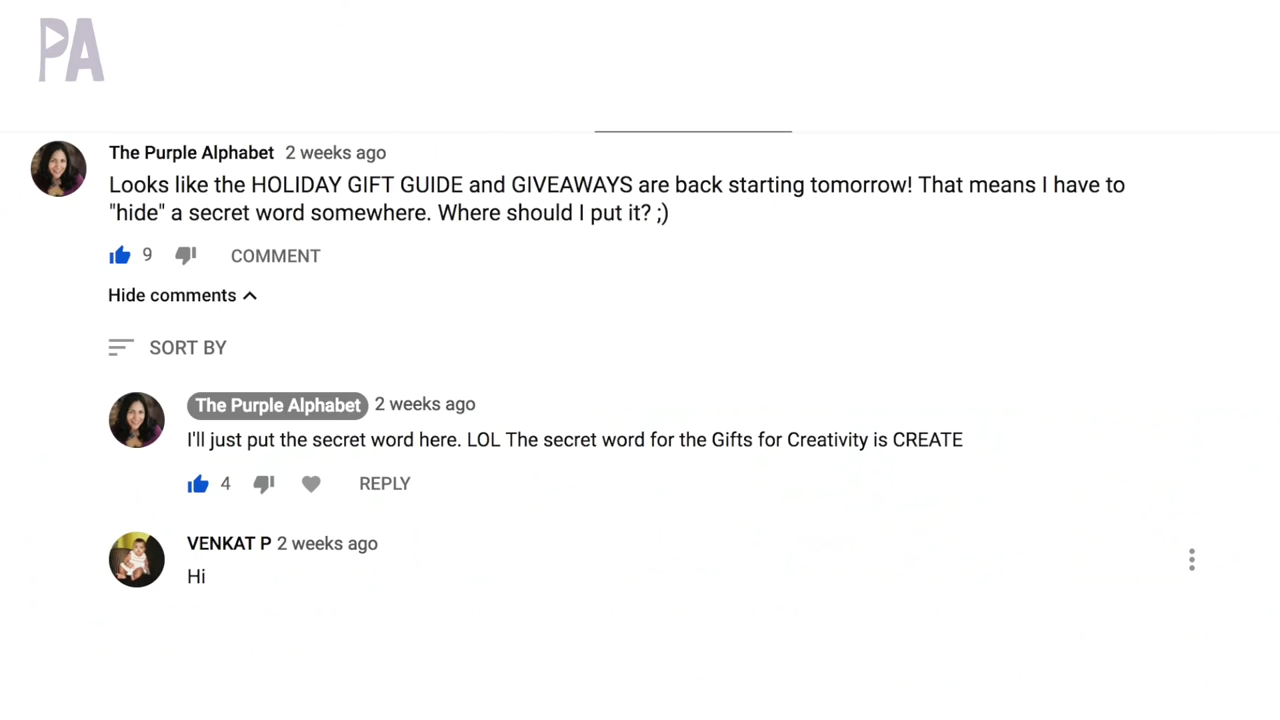 PA
The Purple Alphabet 2 weeks ago
Looks like the HOLIDAY GIFT GUIDE and GIVEAWAYS are back starting tomorrow! That means I have to
"hide" a secret word somewhere. Where should I put it? ;)
9 COMMENT
Hide comments
SORT BY
The Purple Alphabet 2 weeks ago
I'll just put the secret word here. LOL The secret word for the Gifts for Creativity is CREATE
4 REPLY
VENKAT P 2 weeks ago
Hi